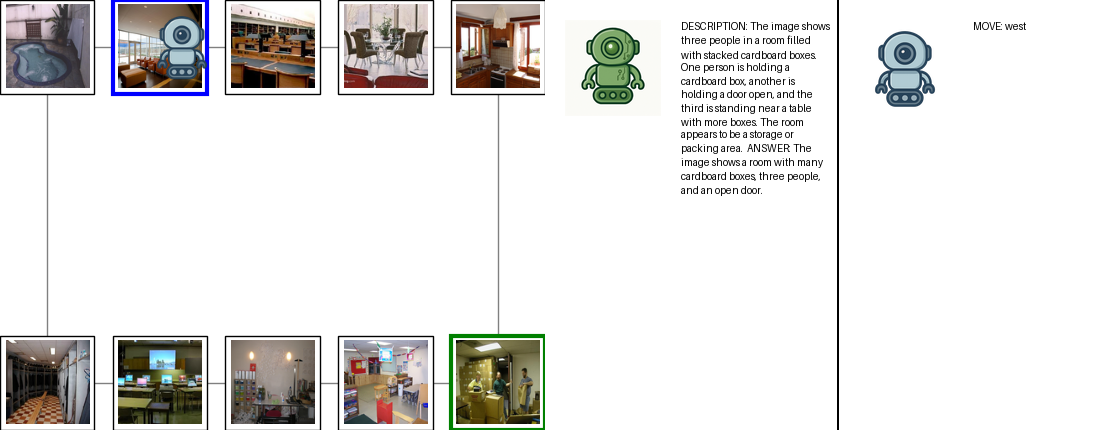 DESCRIPTION: The image shows
three people in a room filled
with stacked cardboard boxes.
One person is holding a
cardboard box, another is
holding a door open, and the
third is standing near a table
with more boxes. The room
appears to be a storage or
packing area.  ANSWER: The
image shows a room with many
cardboard boxes, three people,
and an open door.
MOVE: west